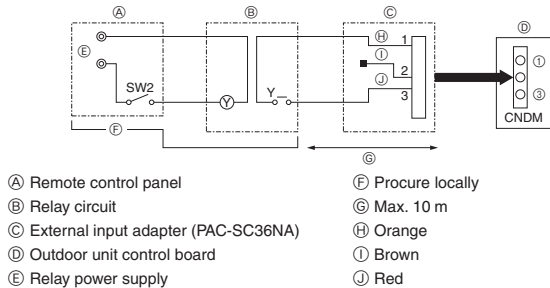 Ⓐ Ⓑ Ⓒ
Ⓓ
Ⓔ
SW2
Ⓨ
Y
Ⓗ 1
Ⓘ
2
Ⓙ
3
①
③
CNDM
Ⓕ
Ⓖ
Ⓐ Remote control panel
Ⓑ Relay circuit
Ⓒ External input adapter (PAC-SC36NA)
Ⓓ Outdoor unit control board
Ⓔ Relay power supply
Ⓕ Procure locally
Ⓖ Max. 10 m
Ⓗ Orange
Ⓘ Brown
Ⓙ Red